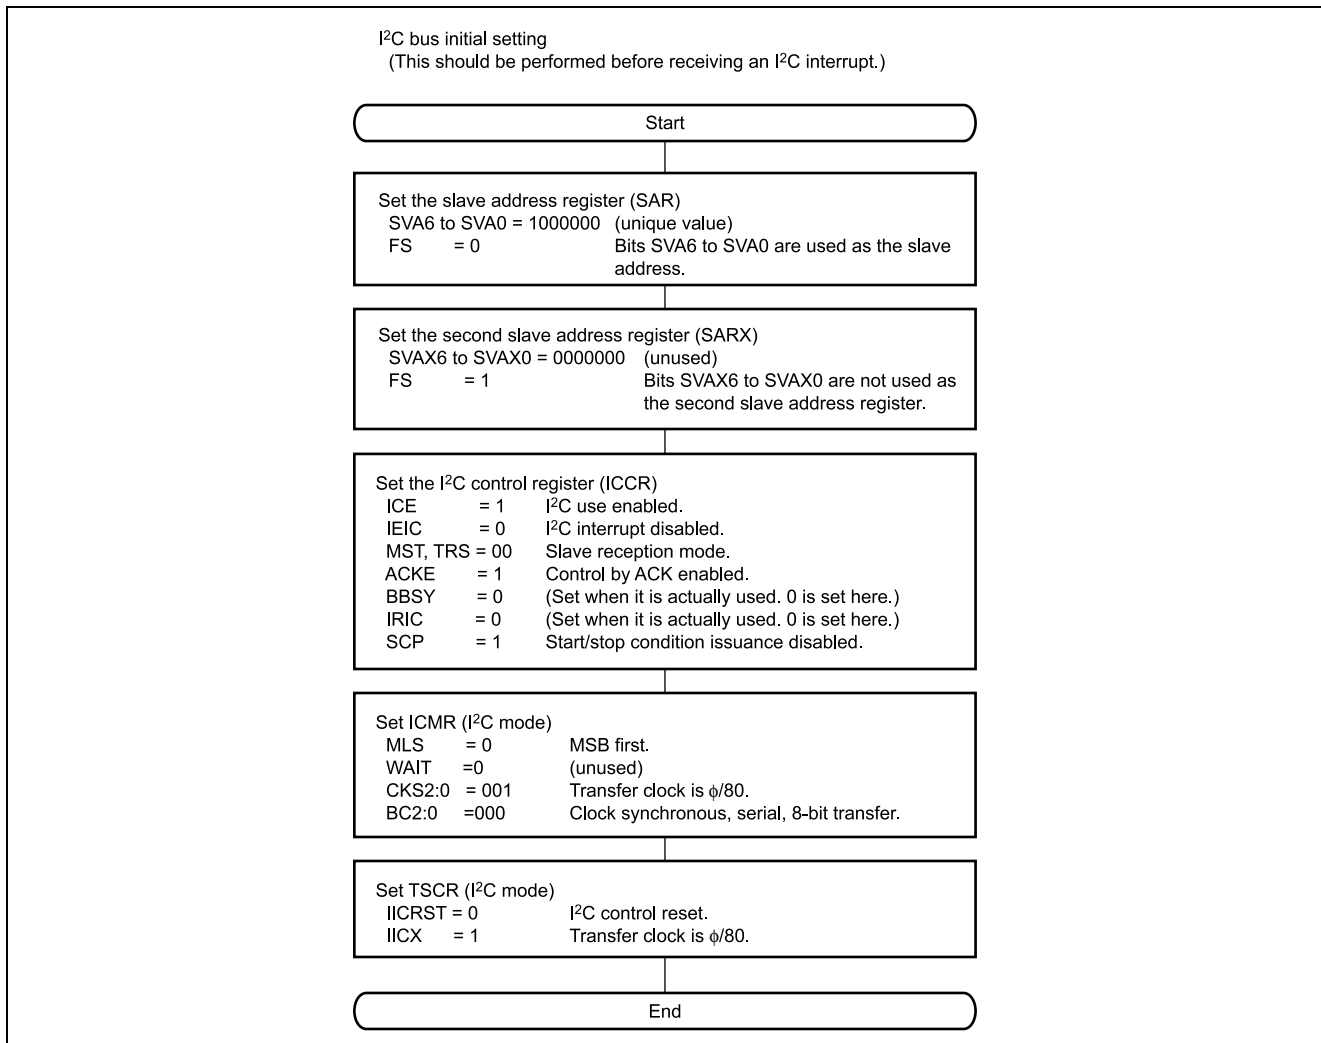 I²C bus initial setting
(This should be performed before receiving an I²C interrupt.)
Start
Set the slave address register (SAR)
SVA6 to SVA0 = 1000000 (unique value)
FS = 0 Bits SVA6 to SVA0 are used as the slave
address.
Set the second slave address register (SARX)
SVAX6 to SVAX0 = 0000000 (unused)
FS = 1 Bits SVAX6 to SVAX0 are not used as
the second slave address register.
Set the I²C control register (ICCR)
ICE = 1 I²C use enabled.
IEIC = 0 I²C interrupt disabled.
MST, TRS = 00 Slave reception mode.
ACKE = 1 Control by ACK enabled.
BBSY = 0 (Set when it is actually used. 0 is set here.)
IRIC = 0 (Set when it is actually used. 0 is set here.)
SCP = 1 Start/stop condition issuance disabled.
Set ICMR (I²C mode)
MLS = 0 MSB first.
WAIT =0 (unused)
CKS2:0 = 001 Transfer clock is ϕ/80.
BC2:0 =000 Clock synchronous, serial, 8-bit transfer.
Set TSCR (I²C mode)
IICRST = 0 I²C control reset.
IICX = 1 Transfer clock is ϕ/80.
End